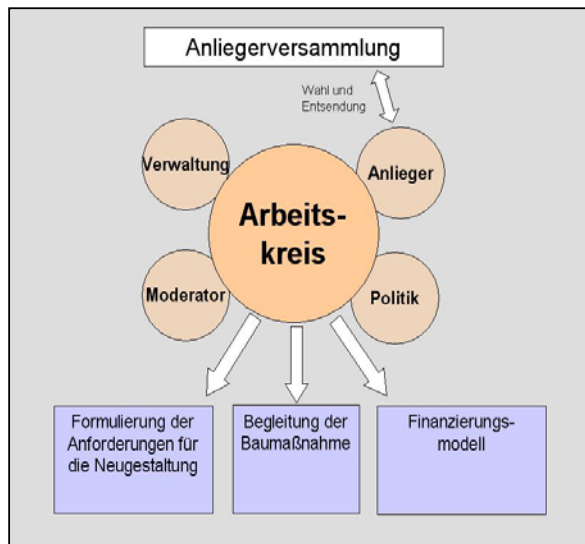 Anliegerversammlung
Wahl und
Entsendung
Verwaltung
Anlieger
Arbeits-
kreis
Moderator
Politik
Formulierung der
Anforderungen für
die Neugestaltung
Begleitung der
Baumaßnahme
Finanzierungs-
modell